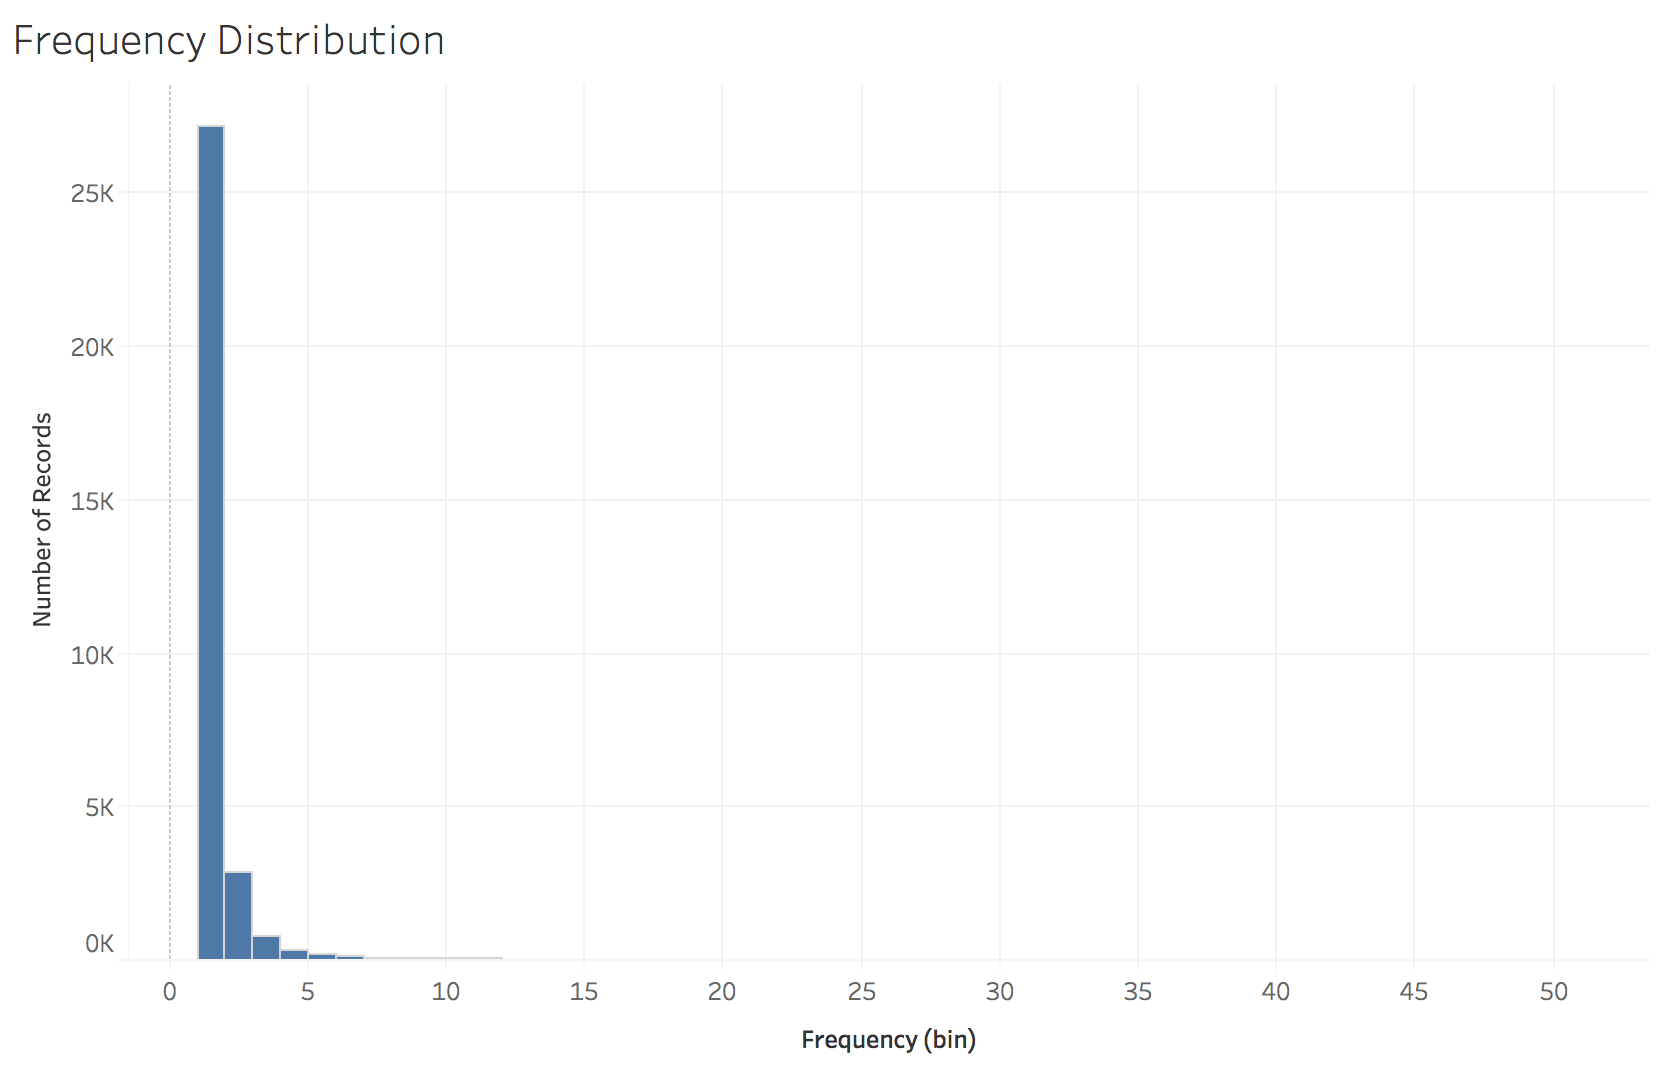 Frequency Distribution
25K
20K
15K
10K
5K
0K
Number of Records
0 5 10 15 20 25 30 35 40 45 50
Frequency (bin)